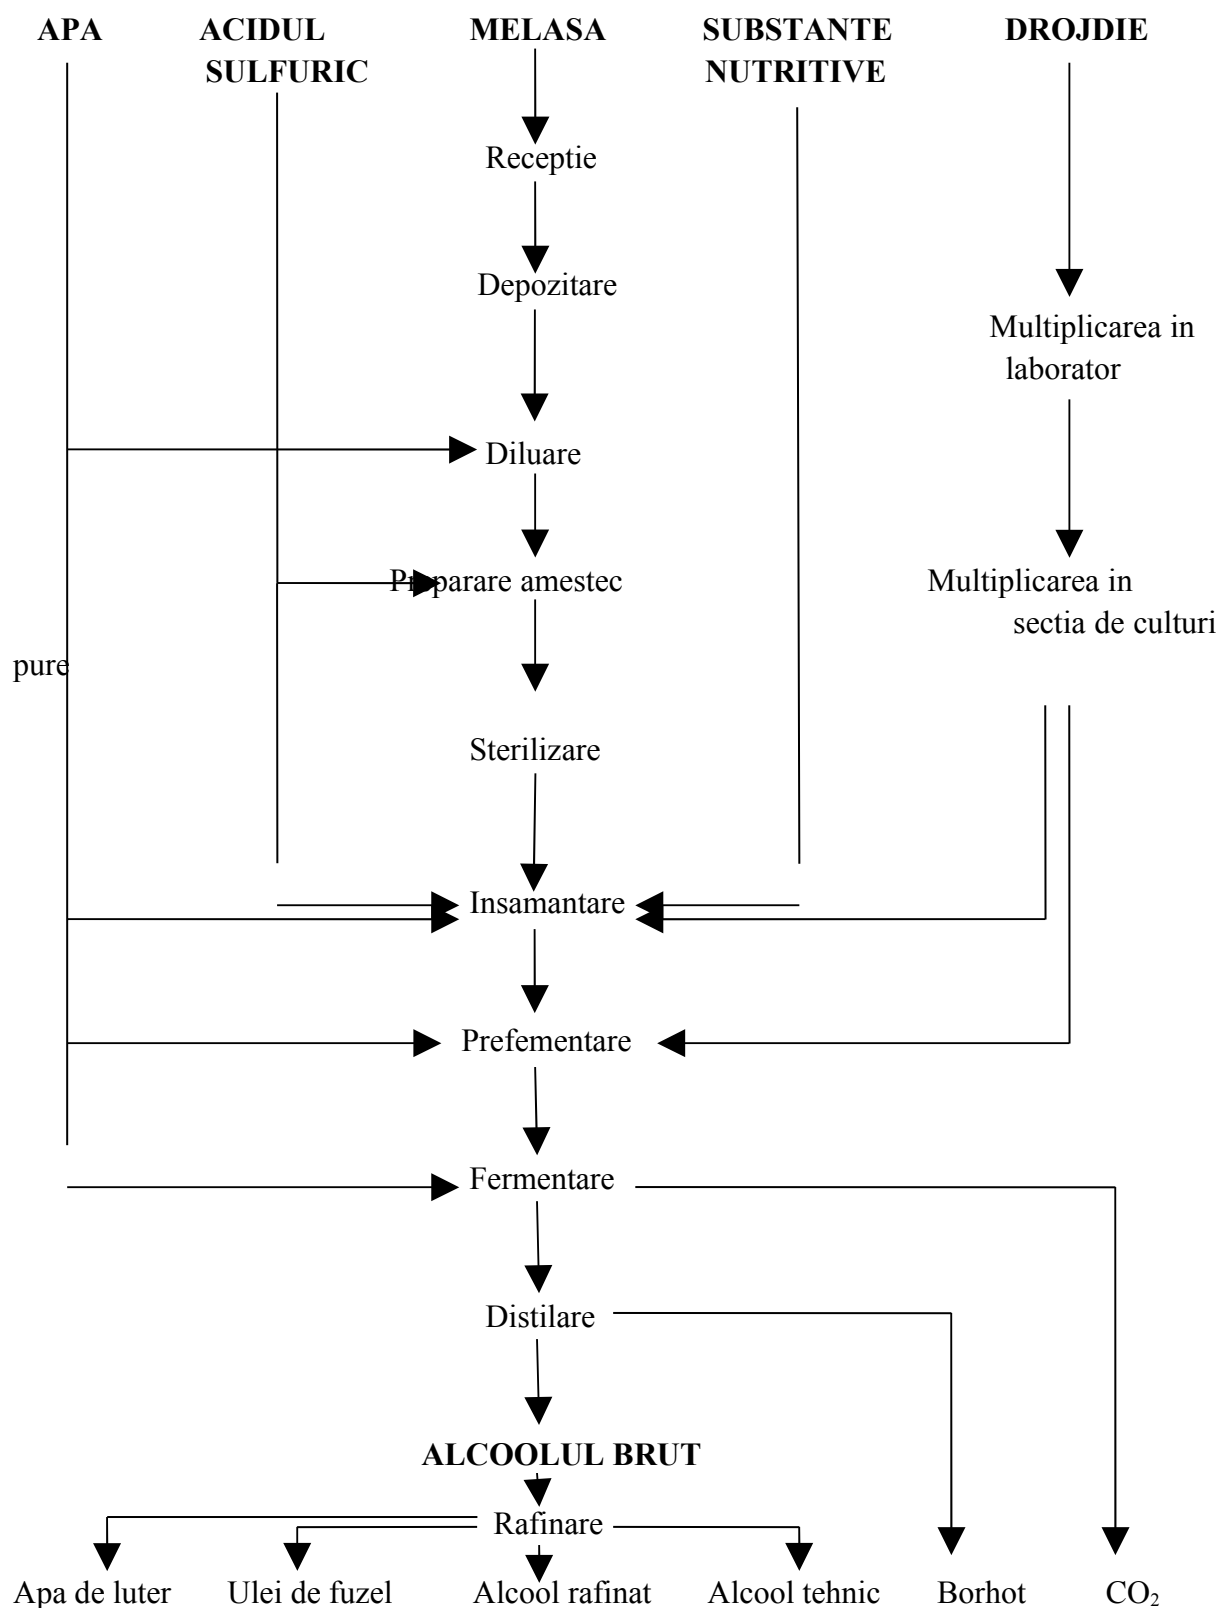 APA ACIDUL MELASA SUBSTANTE DROJDIE
SULFURIC NUTRITIVE
Receptie
Depozitare
Multiplicarea in
laborator
Diluare
Preparare amestec Multiplicarea in
sectia de culturi
pure
Sterilizare
Insamantare
Prefementare
Fermentare
Distilare
ALCOOLUL BRUT
Rafinare
Apa de luter Ulei de fuzel Alcool rafinat Alcool tehnic Borhot CO₂